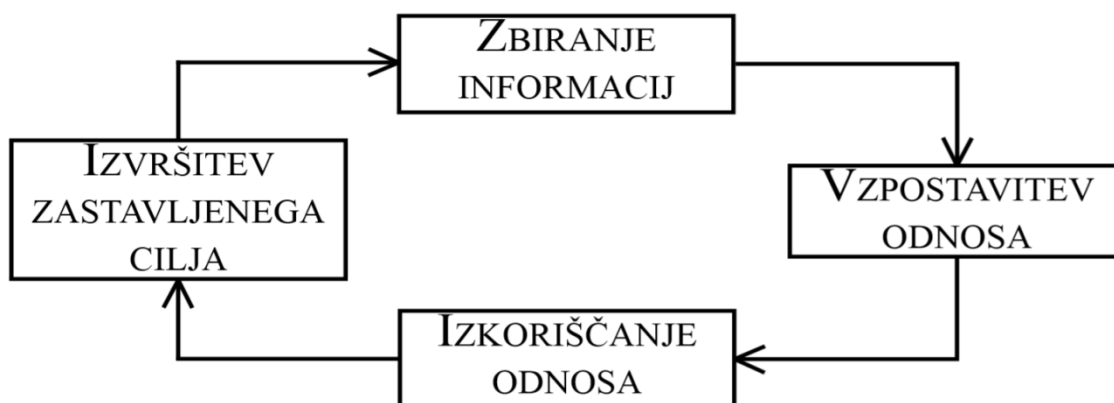 ZBIRANJE
INFORMACIJ
VZPOSTAVITEV
ODNOSA
IZKORIŠČANJE
ODNOSA
IZVRŠITEV
ZASTAVLJENEGA
CILJA